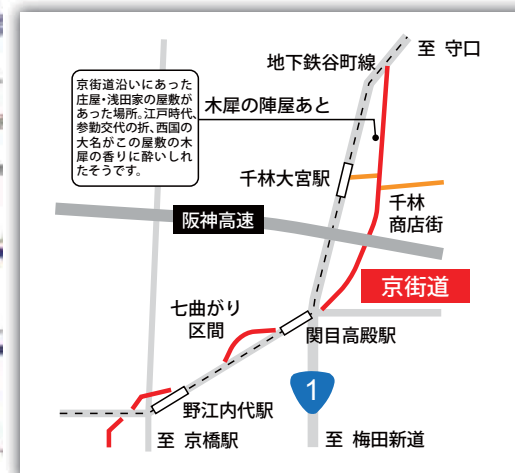 地下鉄谷町線
至 守口
京街道沿いにあった
庄屋・浅田家の屋敷が
あった場所。江戸時代、
参勤交代の折、西国の
大名がこの屋敷の木
犀の香りに酔いしれ
たそうです。
木犀の陣屋あと
千林大宮駅
千林
商店街
阪神高速
京街道
七曲がり
区間
関目高殿駅
1
野江内代駅
至 京橋駅
至 梅田新道